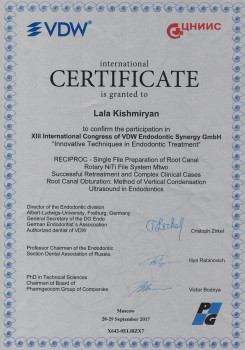 VDW®
ЦНИИС
international
CERTIFICATE
is granted to
Lala Kishmiryan
to confirm the participation in
XIII International Congress of VDW Endodontic Synergy GmbH
"Innovative Techniques in Endodontic Treatment"
RECIPROC - Single File Preparation of Root Canal
Rotary NiTi File System Mtwo
Successful Retreatment and Complex Clinical Cases
Root Canal Obturation: Method of Vertical Condensation
Ultrasound in Endodontics
Director of the Endodontic division
Albert-Ludwigs-University, Freiburg, Germany
General Secretary of the DG Endo
German Endodontist's Association
Authorized dentist of VDW
Cristoph Zirkel
Professor Chairmen of the Endodontic
Section Dental Association of Russia
Iliya Rabinovich
PhD in Technical Sciences
Chairmen of Board of
Pharmgeocom Group of Companies
Victor Bodnya
Moscow
28-29 September 2017